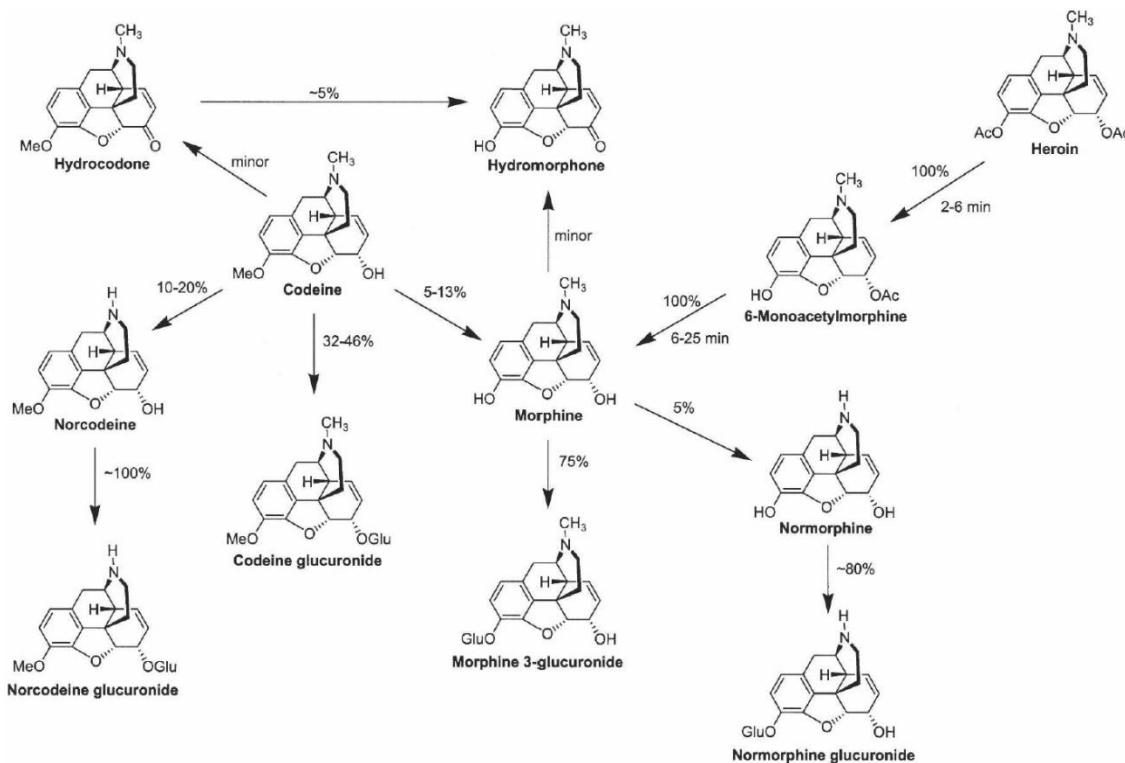 CH₃
N
H
MeO
O
O
Hydrocodone
~5%
CH₃
N
H
HO
O
O
Hydromorphone
CH₃
N
H
AcO
O
OAc
Heroin
minor
CH₃
N
H
MeO
O
OH
Codeine
minor
100%
2-6 min
CH₃
N
H
HO
O
OAc
6-Monoacetylmorphine
10-20%
5-13%
32-46%
100%
6-25 min
H
N
H
MeO
O
OH
Norcodeine
CH₃
N
H
HO
O
OH
Morphine
5%
~100%
75%
CH₃
N
H
MeO
O
OGlu
Codeine glucuronide
H
N
H
HO
O
OH
Normorphine
~80%
H
N
H
MeO
O
OGlu
Norcodeine glucuronide
CH₃
N
H
GluO
O
OH
Morphine 3-glucuronide
H
N
H
GluO
O
OH
Normorphine glucuronide